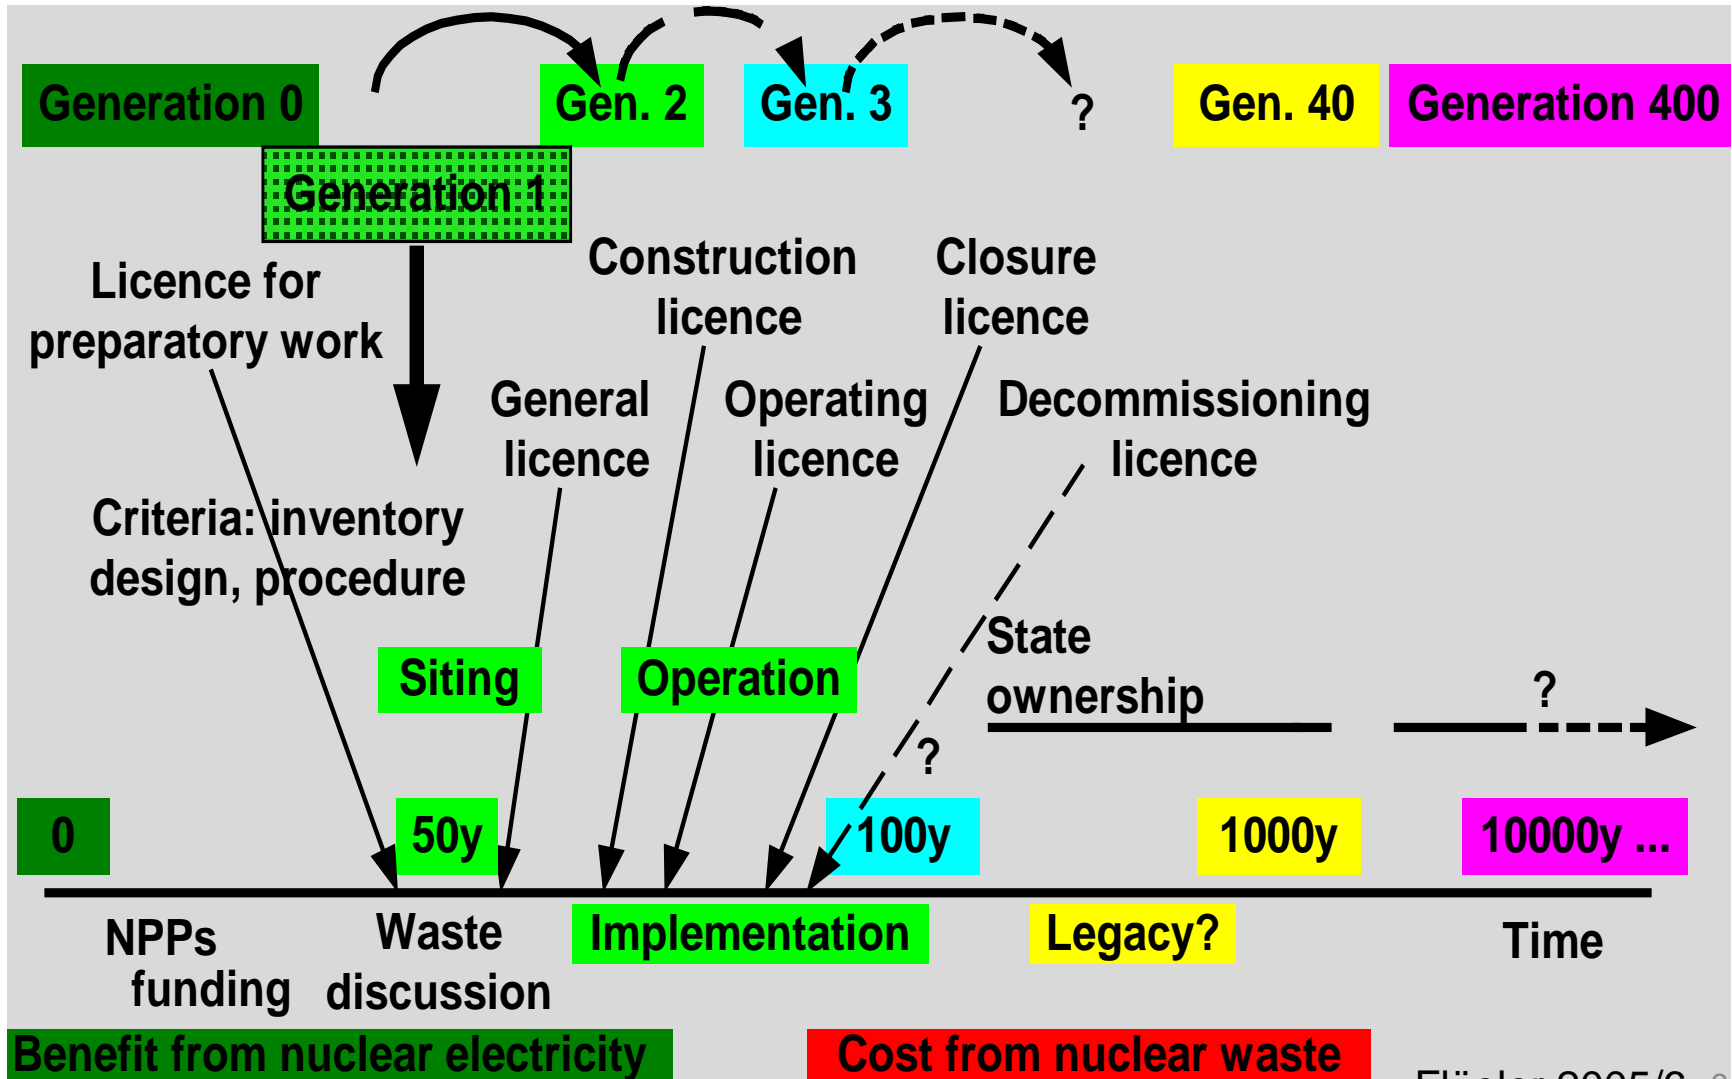 Generation 0
Gen. 2
Gen. 3
?
Gen. 40
Generation 400
Generation 1
Licence for
preparatory work
Construction
licence
Closure
licence
General
licence
Operating
licence
Decommissioning
licence
Criteria: inventory
design, procedure
Siting
Operation
State
ownership
?
?
0
50y
100y
1000y
10000y ...
NPPs
funding
Waste
discussion
Implementation
Legacy?
Time
Benefit from nuclear electricity
Cost from nuclear waste